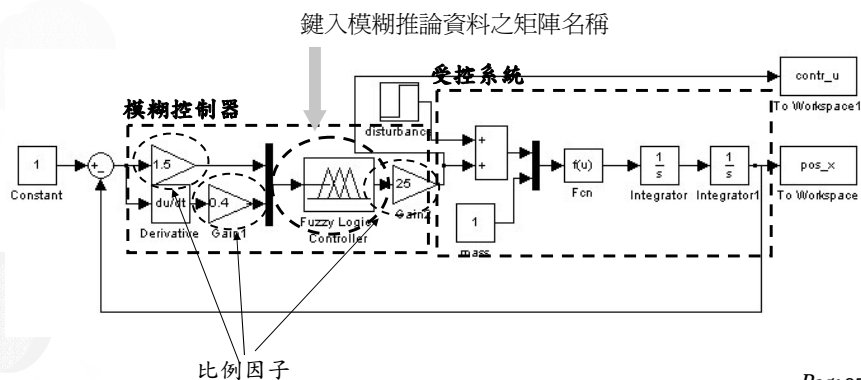 鍵入模糊推論資料之矩陣名稱
受控系統
contr_u
To Workspace1
模糊控制器
disturbanc
+
+
1
Constant
+
-
1.5
du/dt
Derivative
0.4
Gain1
Fuzzy Logic
Controller
25
Gain2
1
mass
f(u)
Fcn
1
s
Integrator
1
s
Integrator1
pos_x
To Workspace
比例因子